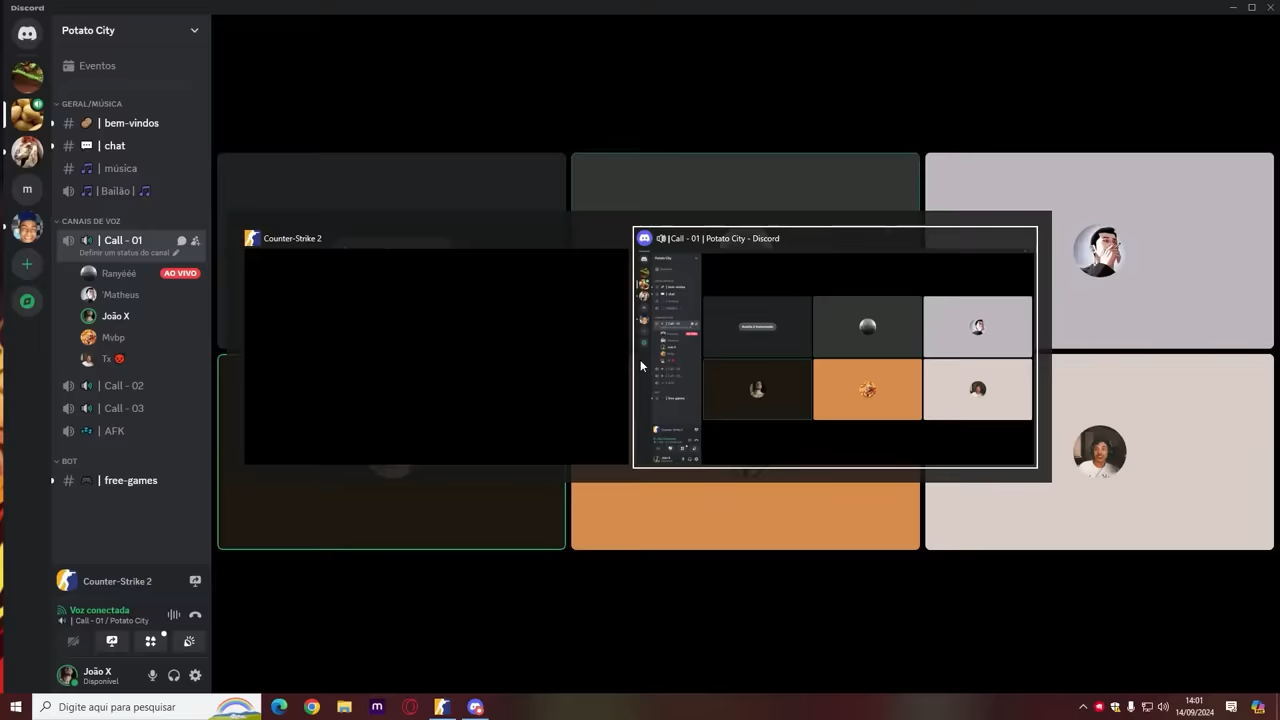 Discord
Potato City
Eventos
GERAL/MÚSICA
| bem-vindos
| chat
| música
| Bailão |
CANAIS DE VOZ
| Call - 01
Definir um status do canal
Ranyééé AO VIVO
'Matheus
João X
Mvbp
Tx
| Call - 02
| Call - 03
| AFK
BOT
| free-games
Counter-Strike 2
Voz conectada
| Call - 01 / Potato City
João X
Disponível
Counter-Strike 2
| Call - 01 | Potato City - Discord
Potato City
Digite aqui para pesquisar
14:01
14/09/2024